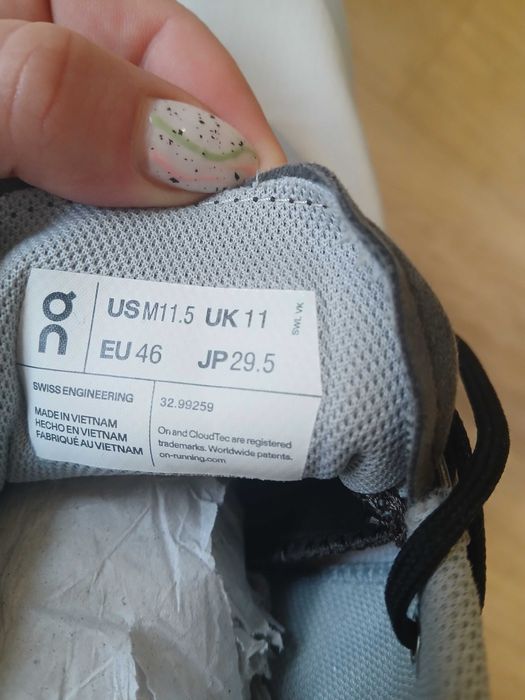 On
US M11.5 UK 11
EU 46 JP 29.5
SWL VK
SWISS ENGINEERING
MADE IN VIETNAM
HECHO EN VIETNAM
FABRIQUÉ AU VIETNAM
32.99259
On and CloudTec are registered
trademarks. Worldwide patents.
on-running.com